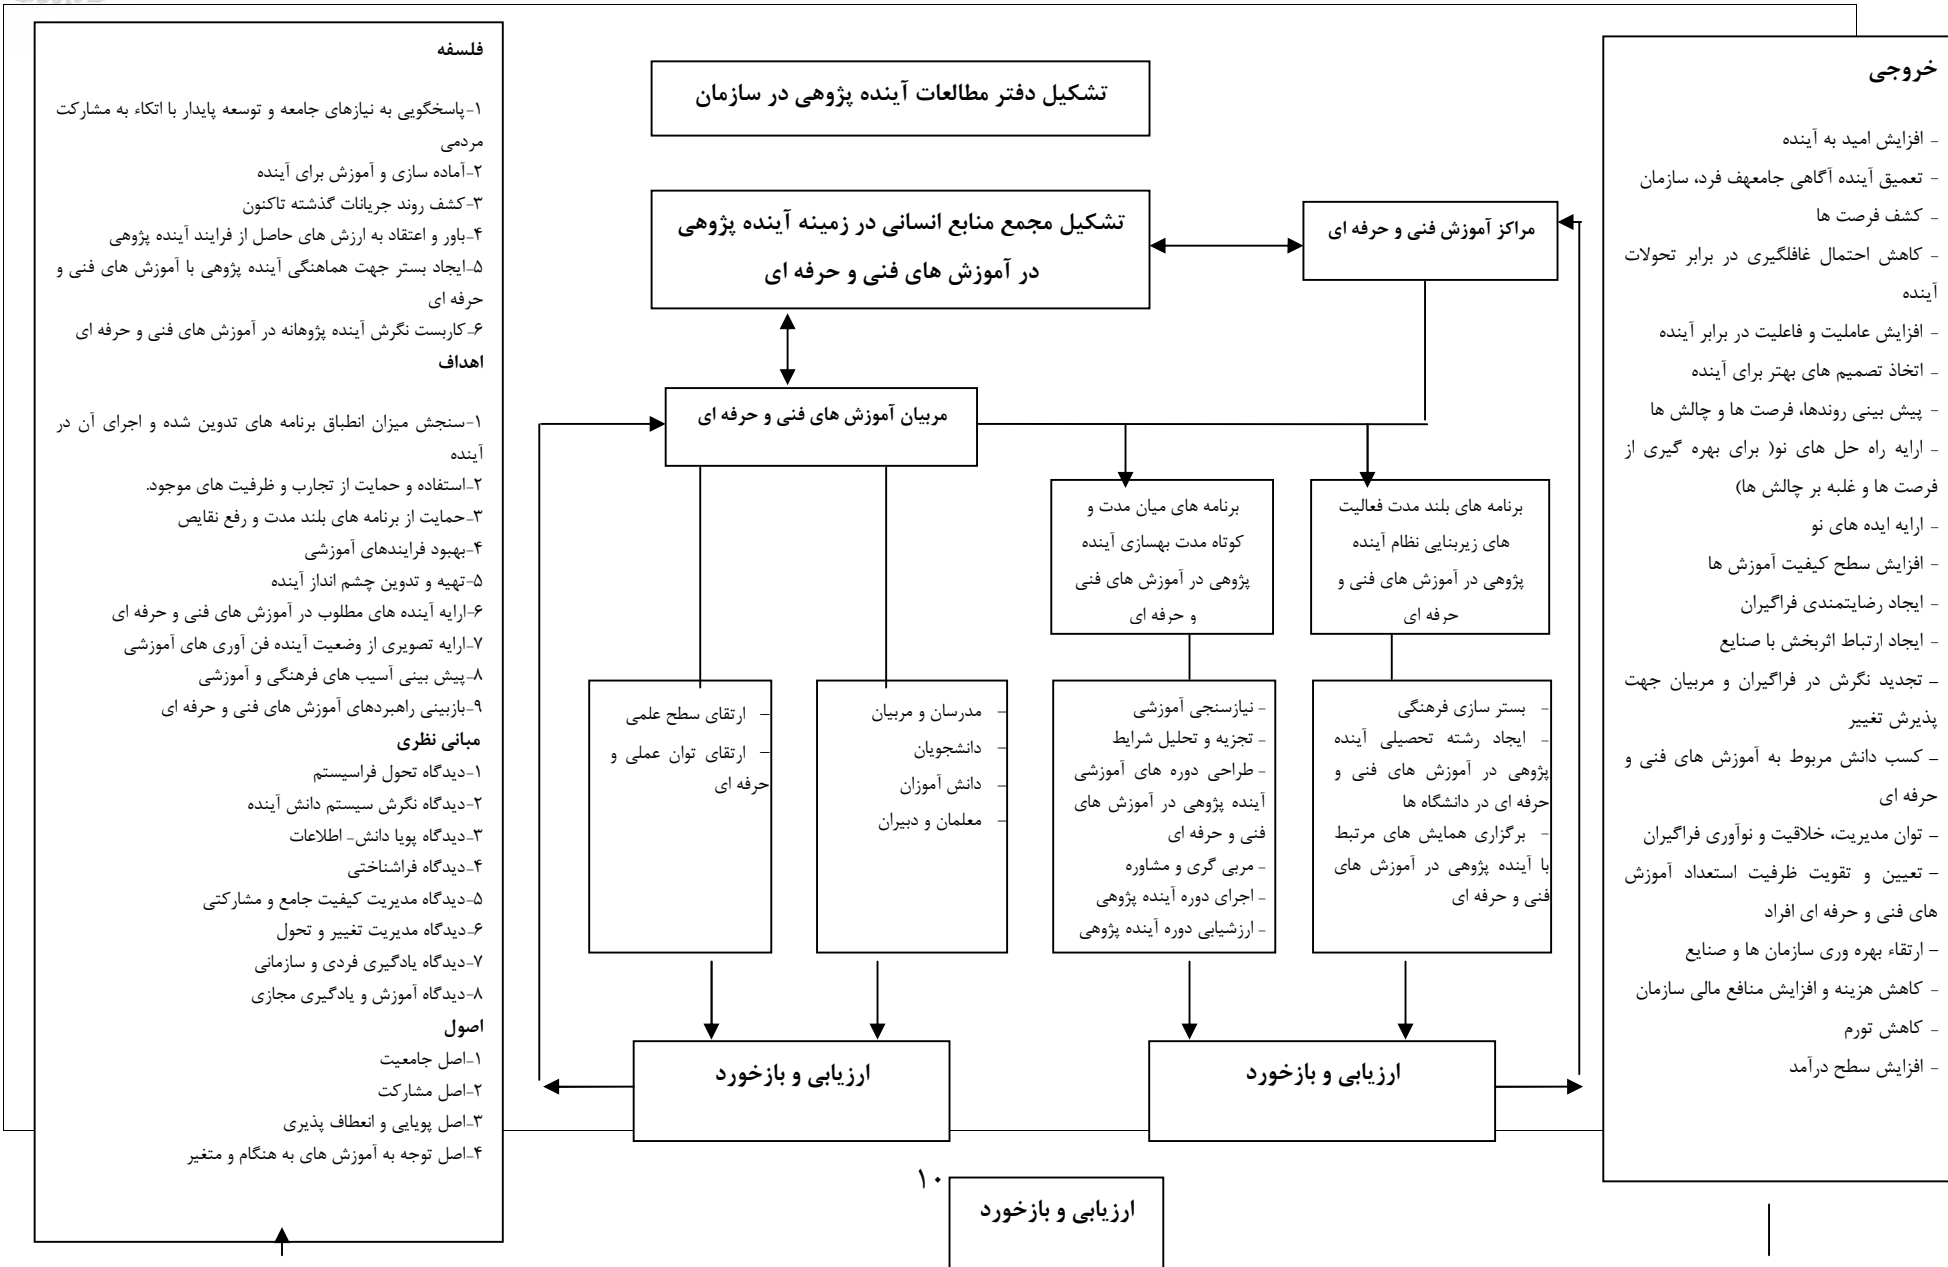 خروجی
- افزایش امید به آینده
- تعمیق آینده آگاهی جامعهف فرد، سازمان
- کشف فرصت ها
- کاهش احتمال غافلگیری در برابر تحولات
آینده
- افزایش عاملیت و فاعلیت در برابر آینده
- اتخاذ تصمیم های بهتر برای آینده
- پیش بینی روندها، فرصت ها و چالش ها
- ارایه راه حل های نو( برای بهره گیری از
فرصت ها و غلبه بر چالش ها)
- ارایه ایده های نو
- افزایش سطح کیفیت آموزش ها
- ایجاد رضایتمندی فراگیران
- ایجاد ارتباط اثربخش با صنایع
- تجدید نگرش در فراگیران و مربیان جهت
پذیرش تغییر
- کسب دانش مربوط به آموزش های فنی و
حرفه ای
- توان مدیریت، خلاقیت و نوآوری فراگیران
- تعیین و تقویت ظرفیت استعداد آموزش
های فنی و حرفه ای افراد
- ارتقاء بهره وری سازمان ها و صنایع
- کاهش هزینه و افزایش منافع مالی سازمان
- کاهش تورم
- افزایش سطح درآمد
تشکیل دفتر مطالعات آینده پژوهی در سازمان
تشکیل مجمع منابع انسانی در زمینه آینده پژوهی
در آموزش های فنی و حرفه ای
مراکز آموزش فنی و حرفه ای
مربیان آموزش های فنی و حرفه ای
برنامه های بلند مدت فعالیت
های زیربنایی نظام آینده
پژوهی در آموزش های فنی و
حرفه ای
برنامه های میان مدت و
کوتاه مدت بهسازی آینده
پژوهی در آموزش های فنی
و حرفه ای
- بستر سازی فرهنگی
- ایجاد رشته تحصیلی آینده
پژوهی در آموزش های فنی و
حرفه ای در دانشگاه ها
- برگزاری همایش های مرتبط
با آینده پژوهی در آموزش های
فنی و حرفه ای
- نیازسنجی آموزشی
- تجزیه و تحلیل شرایط
- طراحی دوره های آموزشی
آینده پژوهی در آموزش های
فنی و حرفه ای
- مربی گری و مشاوره
- اجرای دوره آینده پژوهی
- ارزشیابی دوره آینده پژوهی
- مدرسان و مربیان
- دانشجویان
- دانش آموزان
- معلمان و دبیران
- ارتقای سطح علمی
- ارتقای توان عملی و
حرفه ای
ارزیابی و بازخورد
ارزیابی و بازخورد
فلسفه
۱-پاسخگویی به نیازهای جامعه و توسعه پایدار با اتکاء به مشارکت
مردمی
۲-آماده سازی و آموزش برای آینده
۳-کشف روند جریانات گذشته تاکنون
۴-باور و اعتقاد به ارزش های حاصل از فرایند آینده پژوهی
۵-ایجاد بستر جهت هماهنگی آینده پژوهی با آموزش های فنی و
حرفه ای
۶-کاربست نگرش آینده پژوهانه در آموزش های فنی و حرفه ای
اهداف
۱-سنجش میزان انطباق برنامه های تدوین شده و اجرای آن در
آینده
۲-استفاده و حمایت از تجارب و ظرفیت های موجود.
۳-حمایت از برنامه های بلند مدت و رفع نقایص
۴-بهبود فرایندهای آموزشی
۵-تهیه و تدوین چشم انداز آینده
۶-ارایه آینده های مطلوب در آموزش های فنی و حرفه ای
۷-ارایه تصویری از وضعیت آینده فن آوری های آموزشی
۸-پیش بینی آسیب های فرهنگی و آموزشی
۹-بازبینی راهبردهای آموزش های فنی و حرفه ای
مبانی نظری
۱-دیدگاه تحول فراسیستم
۲-دیدگاه نگرش سیستم دانش آینده
۳-دیدگاه پویا دانش- اطلاعات
۴-دیدگاه فراشناختی
۵-دیدگاه مدیریت کیفیت جامع و مشارکتی
۶-دیدگاه مدیریت تغییر و تحول
۷-دیدگاه یادگیری فردی و سازمانی
۸-دیدگاه آموزش و یادگیری مجازی
اصول
۱-اصل جامعیت
۲-اصل مشارکت
۳-اصل پویایی و انعطاف پذیری
۴-اصل توجه به آموزش های به هنگام و متغیر
۱۰
ارزیابی و بازخورد